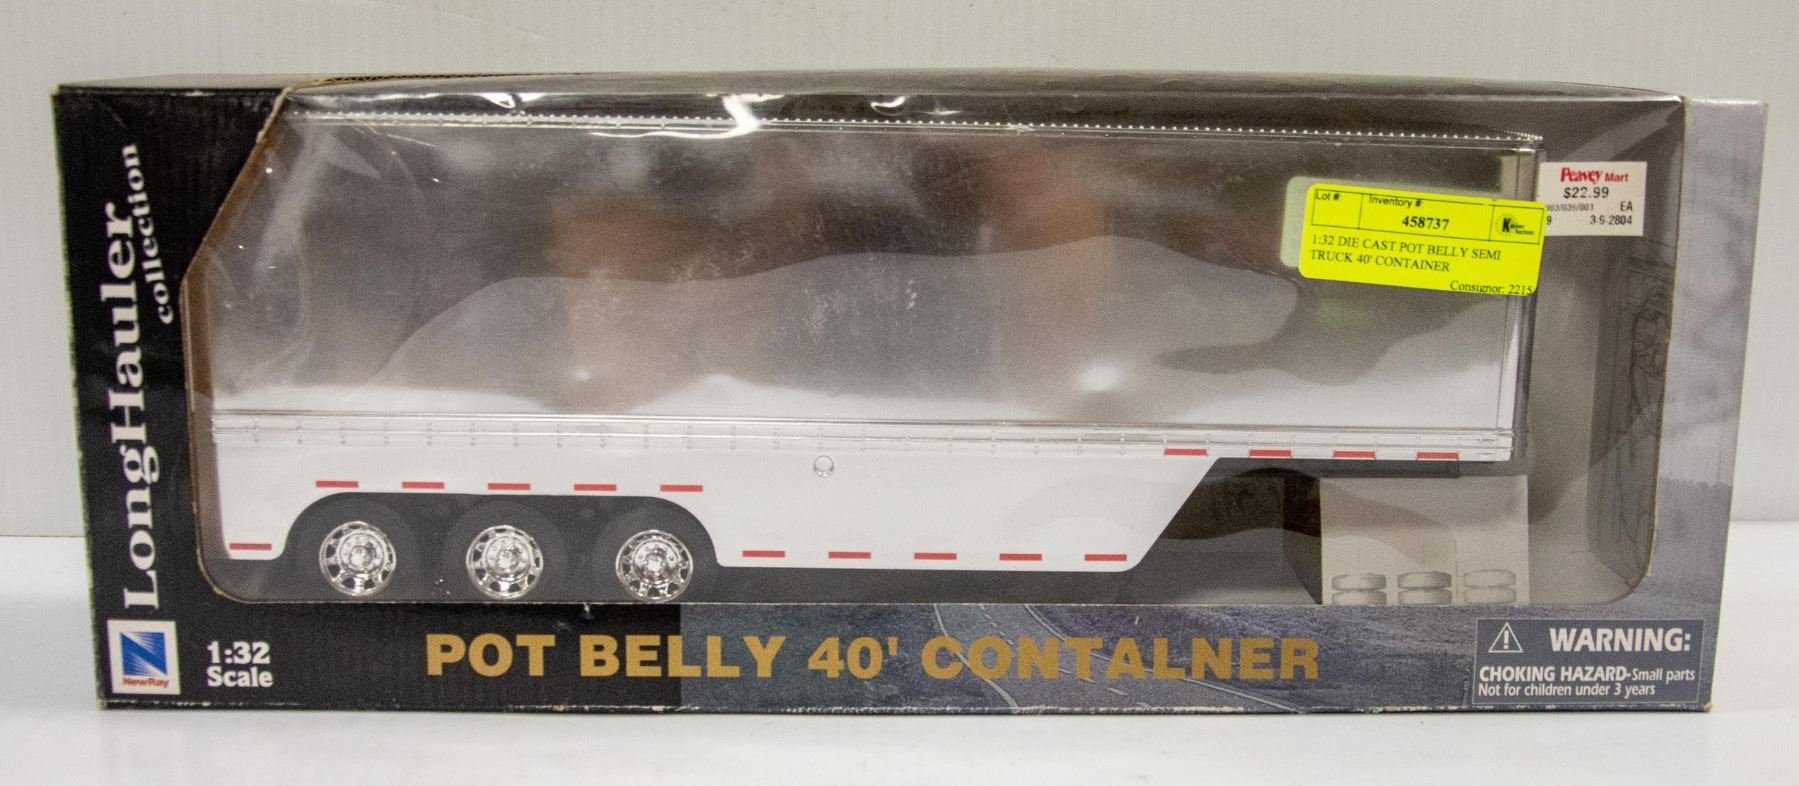 LongHauler
collection
NewRay
1:32
Scale
POT BELLY 40' CONTALNER
WARNING:
CHOKING HAZARD-Small parts
Not for children under 3 years
Peavey Mart
$22.99
EA
9 3-9-2804
Lot #: Inventory #:
458737
1:32 DIE CAST POT BELLY SEMI
TRUCK 40' CONTAINER
Consignor: 2215